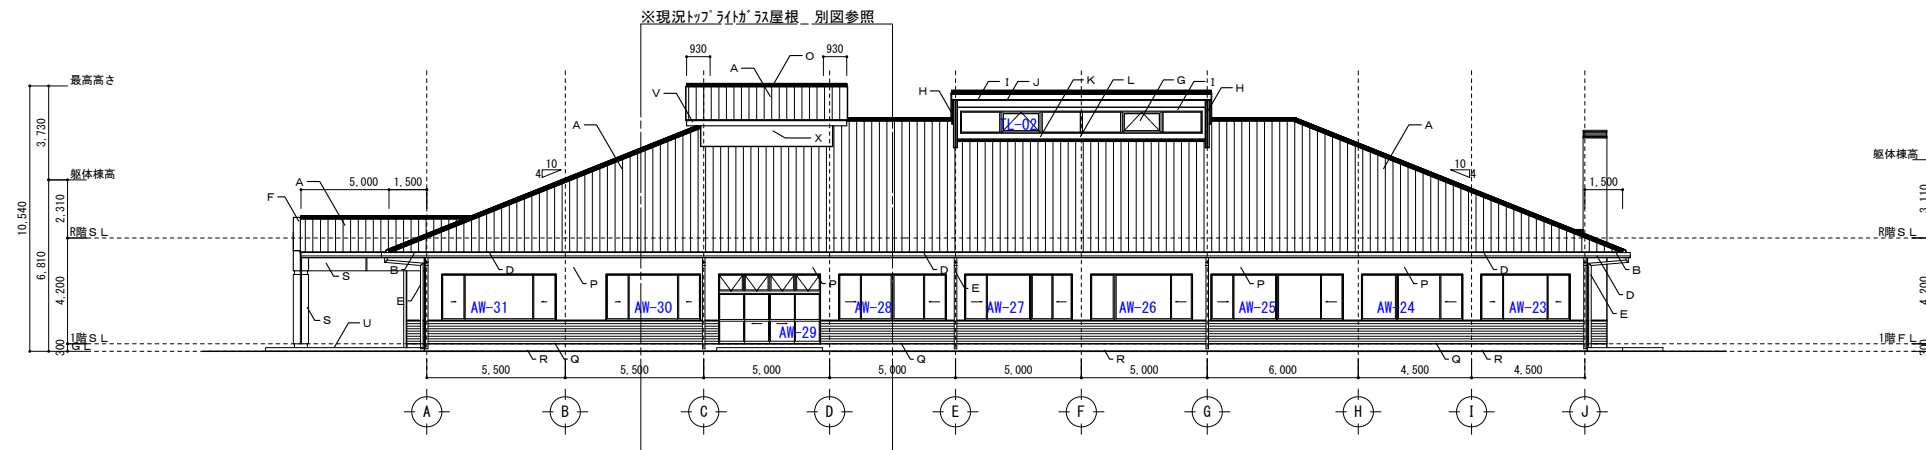 ※現況ﾄｯﾌﾟﾗｲﾄｶﾞﾗｽ屋根 別図参照
930
930
O
A
最高高さ
V
H
I
J
K
L
G
I
H
TL-02
A
X
A
3,730
躯体棟高
躯体棟高
10
4
10
4
5,000
1,500
1,500
A
F
10,540
2,310
3,110
R階ＳＬ
R階ＳＬ
6,810
4,200
4,200
B
D
D
D
B
S
P
P
P
P
E
E
D
E
AW-31
AW-30
AW-28
AW-27
AW-26
AW-25
AW-24
AW-23
AW-29
S
U
1階ＳＬ
ＧＬ
300
1階ＦＬ
300
R
Q
Q
R
Q
R
5,500
5,500
5,000
5,000
5,000
5,000
6,000
4,500
4,500
A
B
C
D
E
F
G
H
I
J